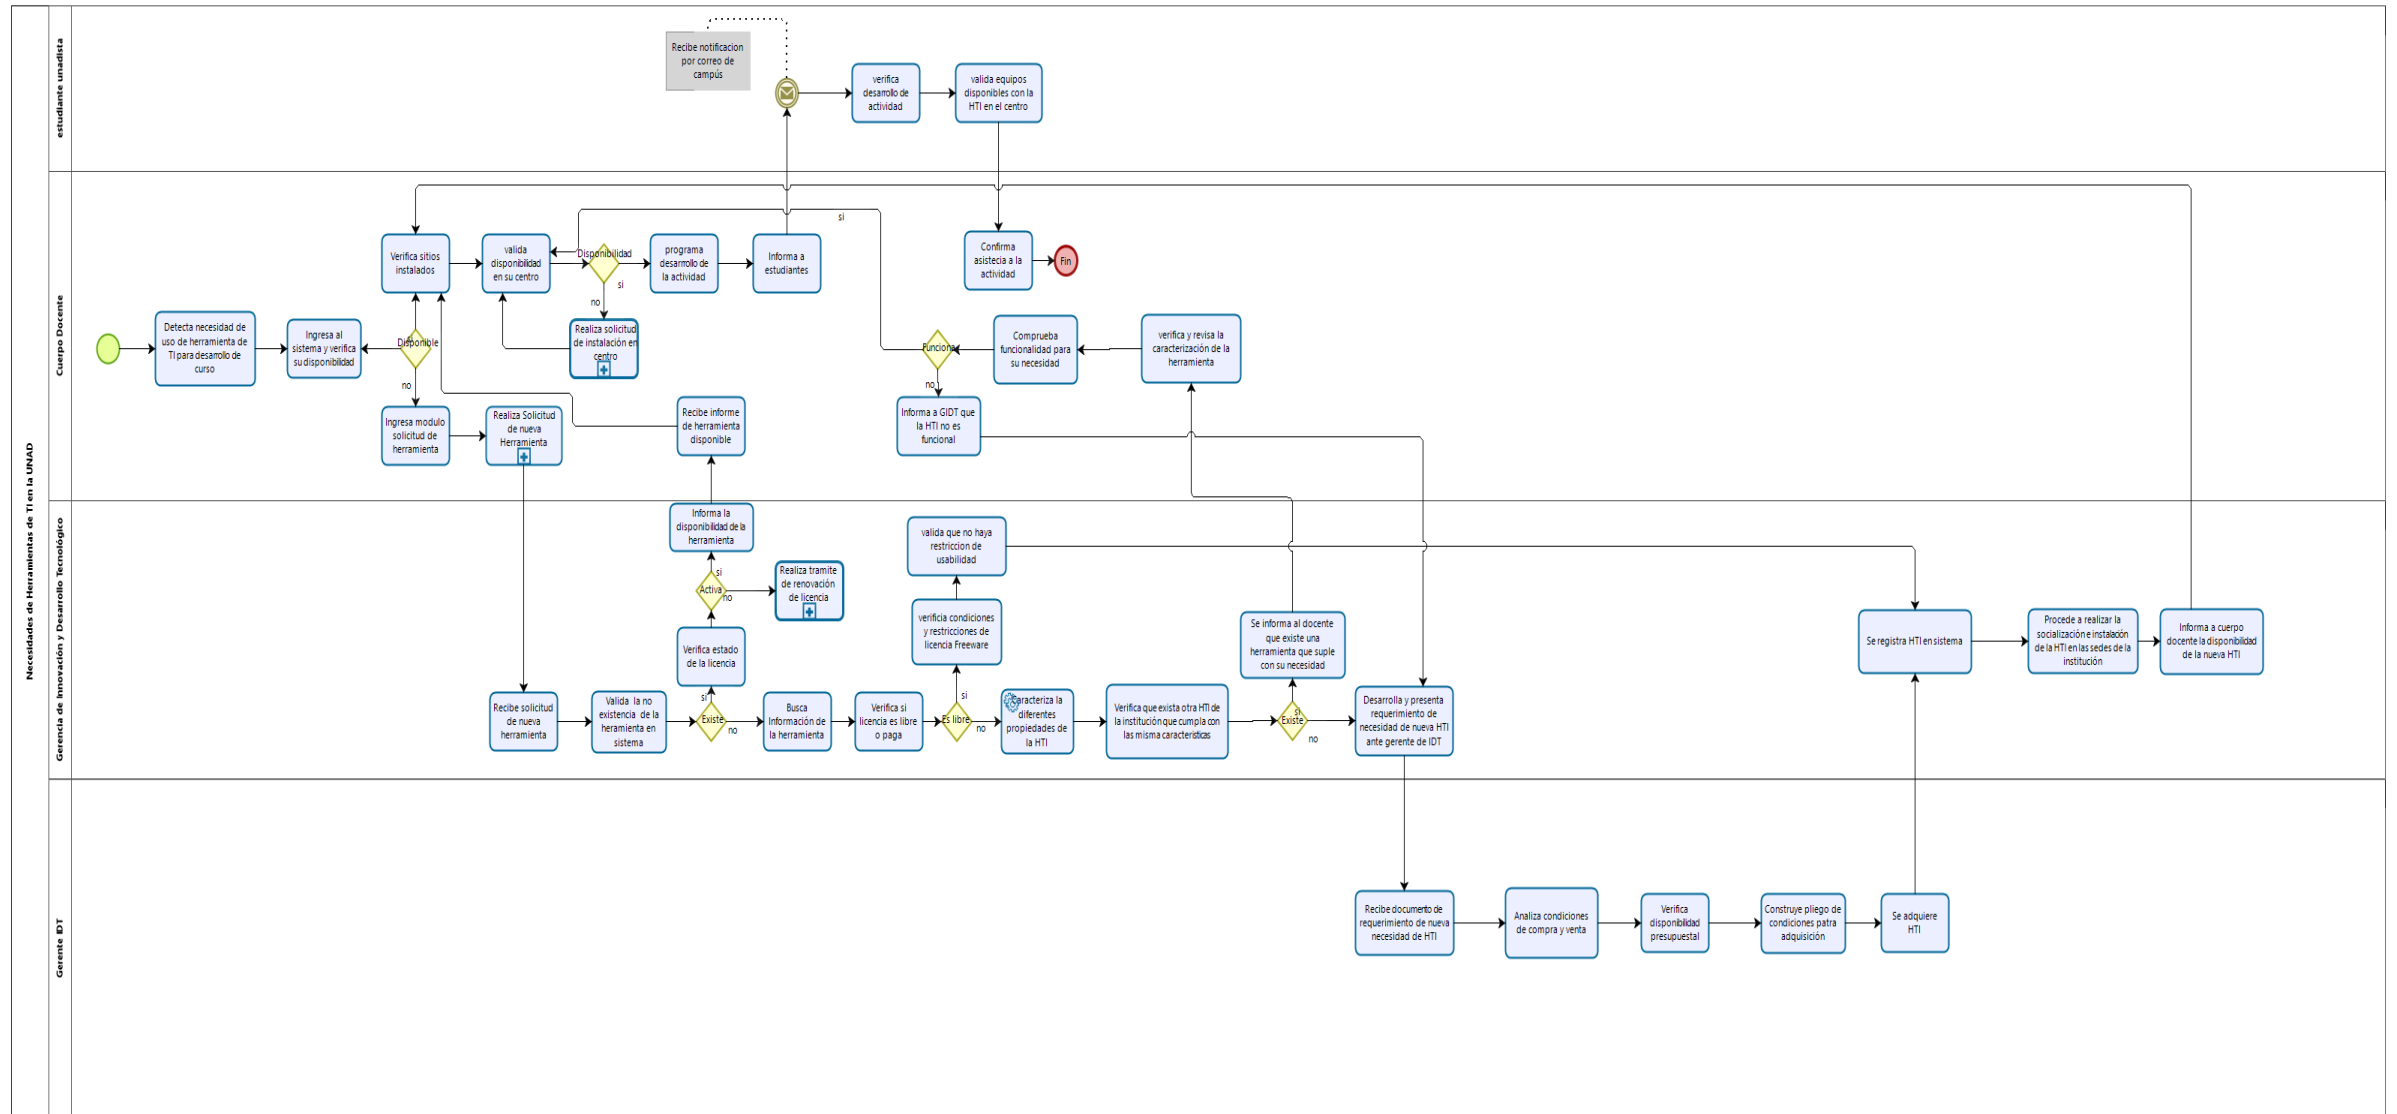 Necesidades de Herramientas de TI en la UNAD
estudiante unadista
Recibe notificacion
por correo de
campús
verifica
desarrollo de
actividad
valida equipos
disponibles con la
HTI en el centro
Cuerpo Docente
Detecta necesidad de
uso de herramienta de
TI para desarrollo de
curso
Ingresa al
sistema y verifica
su disponibilidad
Disponible
no
Verifica sitios
instalados
valida
disponibilidad
en su centro
Disponibilidad
si
no
programa
desarrollo de
la actividad
Informa a
estudiantes
Realiza solicitud
de instalación en
centro
si
Confirma
asistecia a la
actividad
Fin
Funciona
no
Comprueba
funcionalidad para
su necesidad
verifica y revisa la
caracterización de la
herramienta
Ingresa modulo
solicitud de
herramienta
Realiza Solicitud
de nueva
Herramienta
Recibe informe
de herramienta
disponible
Informa a GIDT que
la HTI no es
funcional
Gerencia de Innovación y Desarrollo Tecnológico
Informa la
disponibilidad de la
herramienta
si
Activa
no
Realiza tramite
de renovación
de licencia
Verifica estado
de la licencia
si
Existe
no
Recibe solicitud
de nueva
herramienta
Valida la no
existencia de la
heramienta en
sistema
Busca
Información de
la herramienta
Verifica si
licencia es libre
o paga
valida que no haya
restriccion de
usabilidad
verificia condiciones
y restricciones de
licencia Freeware
si
Es libre
no
Caracteriza la
diferentes
propiedades de
la HTI
Verifica que exista otra HTI de
la institución que cumpla con
las misma características
Se informa al docente
que existe una
herramienta que suple
con su necesidad
si
Existe
no
Desarrolla y presenta
requerimiento de
necesidad de nueva HTI
ante gerente de IDT
Se registra HTI en sistema
Procede a realizar la
socialización e instalación
de la HTI en las sedes de la
institución
Informa a cuerpo
docente la disponibilidad
de la nueva HTI
Gerente IDT
Recibe documento de
requerimiento de nueva
necesidad de HTI
Analiza condiciones
de compra y venta
Verifica
disponibilidad
presupuestal
Construye pliego de
condiciones patra
adquisición
Se adquiere
HTI